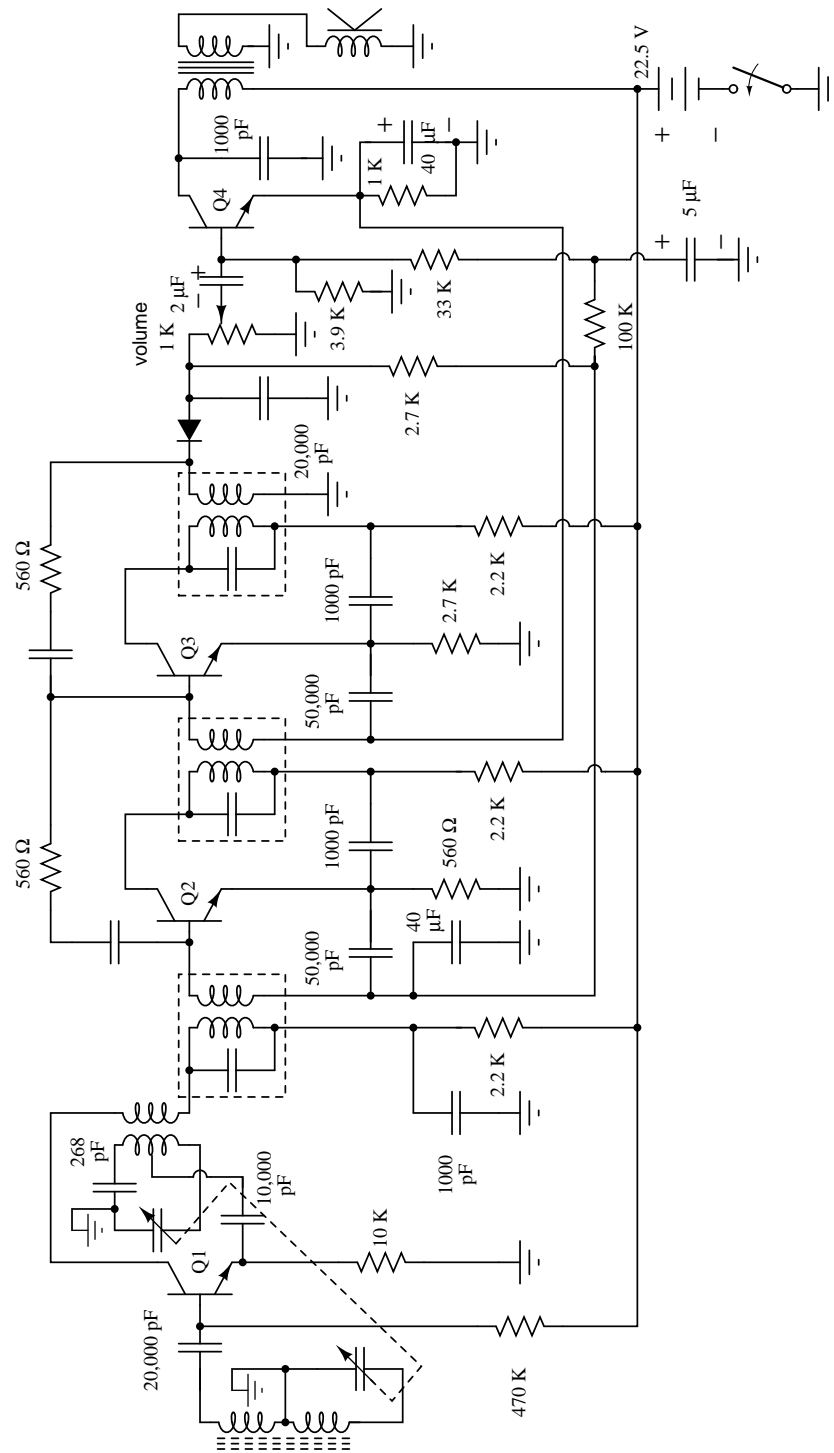 1000
pF
Q4
1 K
40
µF
+
−
22.5 V
+
−
5 µF
+
−
volume
1 K
2 µF
−
+
3.9 K
33 K
100 K
2.7 K
20,000
pF
560 Ω
Q3
1000 pF
2.7 K
2.2 K
50,000
pF
560 Ω
Q2
1000 pF
560 Ω
2.2 K
50,000
pF
40
µF
268
pF
2.2 K
1000
pF
10,000
pF
Q1
10 K
20,000 pF
470 K